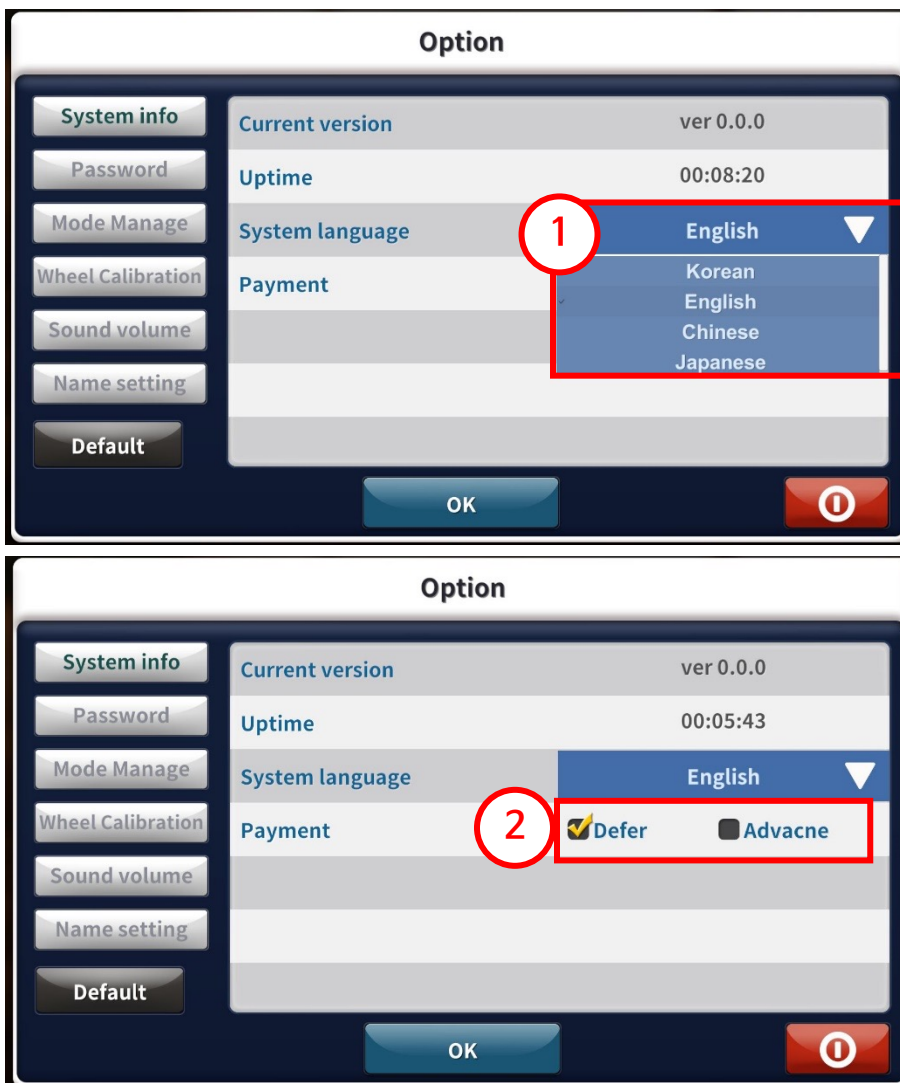 Option
System info
Current version ver 0.0.0
Password
Uptime 00:08:20
Mode Manage
System language 1 English
Korean
Wheel Calibration
Payment
English
Sound volume
Chinese
Japanese
Name setting
Default
OK
Option
System info
Current version ver 0.0.0
Password
Uptime 00:05:43
Mode Manage
System language English
Wheel Calibration
Payment 2 Defer Advacne
Sound volume
Name setting
Default
OK